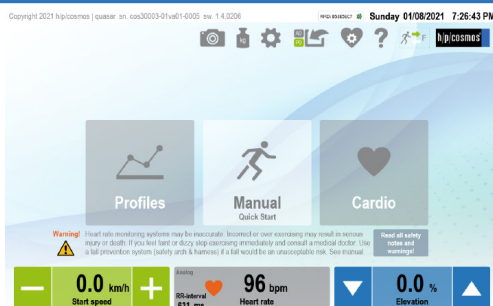 Copyright 2021 h/p/cosmos | quasar sn. cos30003-01va01-0005 sw. 1.4.0206
Sunday 01/08/2021 7:26:43 PM
kg
F
h/p/cosmos
Profiles
Manual
Quick Start
Cardio
Warning! Heart rate monitoring systems may be inaccurate. Incorrect or over exercising may result in serious
injury or death. If you feel faint or dizzy stop exercising immediately and consult a medical doctor. Use
a fall prevention system (safety arch & harness) if a fall would be an unacceptable risk. See manual
Read all safety
notes and
warnings!
0.0 km/h
Start speed
Analog
RR-interval
631 ms
96 bpm
Heart rate
0.0 %
Elevation